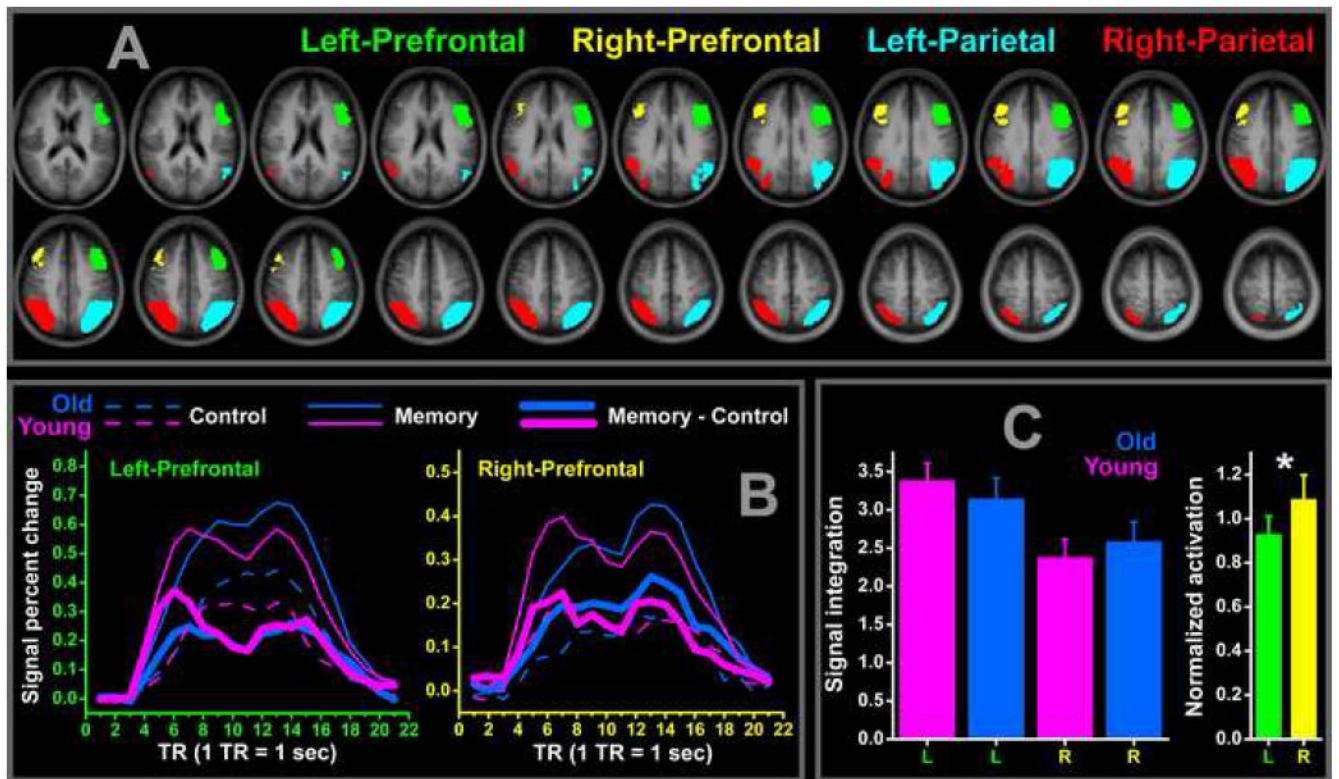 A
Left-Prefrontal Right-Prefrontal Left-Parietal Right-Parietal
Old
Young
Control Memory Memory - Control
B
Left-Prefrontal
Signal percent change
0.8
0.7
0.6
0.5
0.4
0.3
0.2
0.1
0.0
0 2 4 6 8 10 12 14 16 18 20 22
TR (1 TR = 1 sec)
Right-Prefrontal
0.5
0.4
0.3
0.2
0.1
0.0
0 2 4 6 8 10 12 14 16 18 20 22
TR (1 TR = 1 sec)
C
Old
Young
Signal integration
3.5
3.0
2.5
2.0
1.5
1.0
0.5
0.0
L L R R
Normalized activation
1.2
1.0
0.8
0.6
0.4
0.2
0.0
*
L R